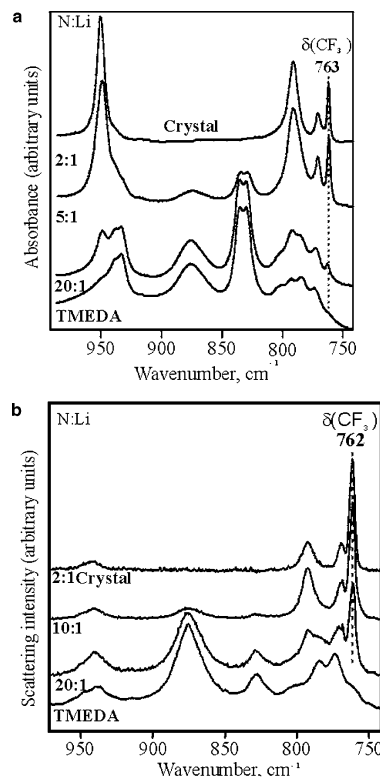 a
N:Li
δ(CF3)
763
Crystal
2:1
5:1
20:1
TMEDA
Absorbance (arbitrary units)
950 900 850 800 750
Wavenumber, cm-1
b
N:Li
δ(CF3)
762
2:1Crystal
10:1
20:1
TMEDA
Scattering intensity (arbitrary units)
950 900 850 800 750
Wavenumber, cm-1